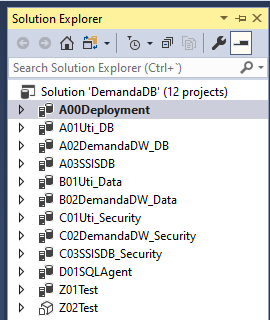 Solution Explorer
Search Solution Explorer (Ctrl+`)
Solution 'DemandaDB' (12 projects)
A00Deployment
A01Uti_DB
A02DemandaDW_DB
A03SSISDB
B01Uti_Data
B02DemandaDW_Data
C01Uti_Security
C02DemandaDW_Security
C03SSISDB_Security
D01SQLAgent
Z01Test
Z02Test